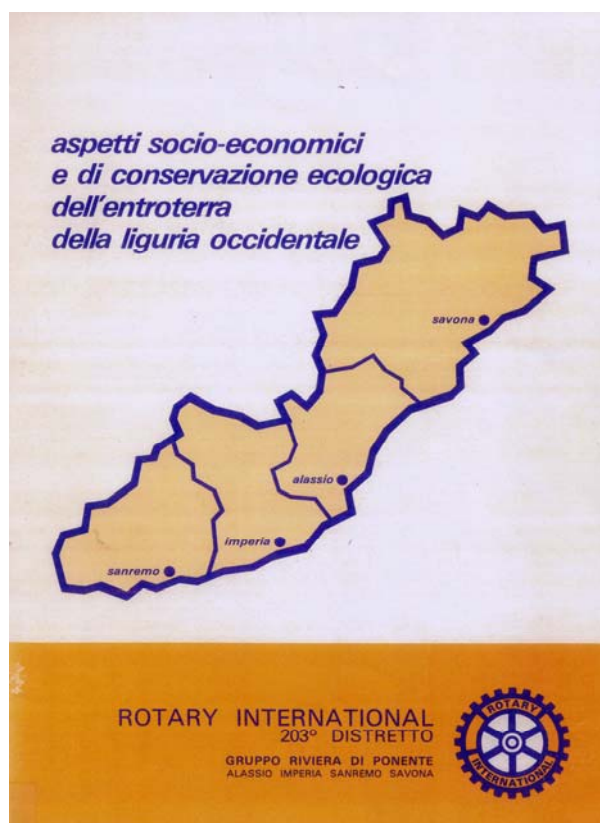 aspetti socio-economici
e di conservazione ecologica
dell'entroterra
della liguria occidentale
savona
alassio
imperia
sanremo
ROTARY INTERNATIONAL
203° DISTRETTO
GRUPPO RIVIERA DI PONENTE
ALASSIO IMPERIA SANREMO SAVONA
ROTARY
INTERNATIONAL